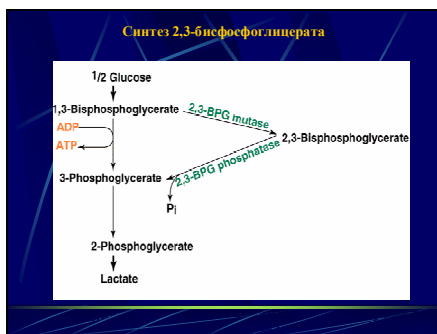 Синтез 2,3-бисфосфоглицерата
1/2 Glucose
1,3-Bisphosphoglycerate
2,3-BPG mutase
ADP
ATP
2,3-Bisphosphoglycerate
2,3-BPG phosphatase
3-Phosphoglycerate
Pi
2-Phosphoglycerate
Lactate